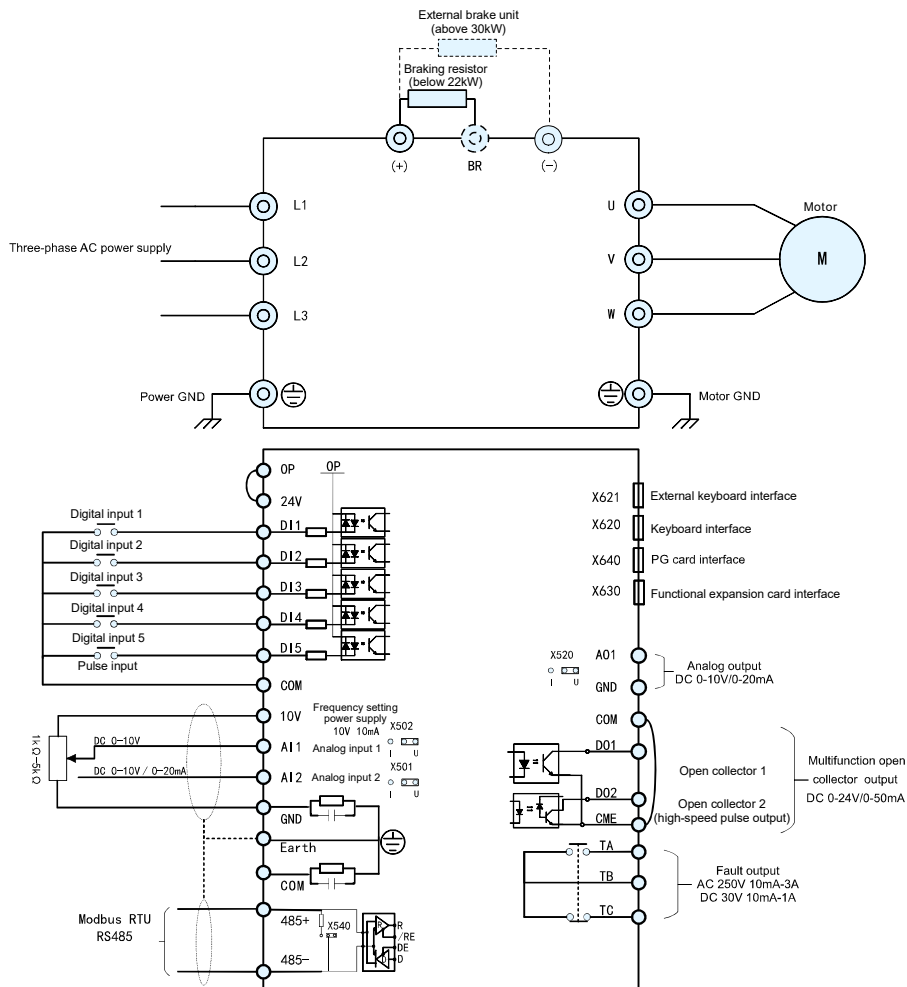 External brake unit
(above 30kW)
Braking resistor
(below 22kW)
(+)
BR
(-)
L1
U
Motor
Three-phase AC power supply
L2
V
M
L3
W
Power GND
Motor GND
OP
OP
24V
Digital input 1
DI1
Digital input 2
DI2
Digital input 3
DI3
Digital input 4
DI4
Digital input 5
DI5
Pulse input
COM
X621
External keyboard interface
X620
Keyboard interface
X640
PG card interface
X630
Functional expansion card interface
X520
I U
AO1
GND
Analog output
DC 0-10V/0-20mA
10V
Frequency setting
power supply
10V 10mA
X502
I U
1kΩ-5kΩ
DC 0-10V
AI1
Analog input 1
X501
I U
DC 0-10V / 0-20mA
AI2
Analog input 2
GND
Earth
COM
COM
DO1
Open collector 1
DO2
Open collector 2
(high-speed pulse output)
CME
Multifunction open
collector output
DC 0-24V/0-50mA
TA
TB
TC
Fault output
AC 250V 10mA-3A
DC 30V 10mA-1A
Modbus RTU
RS485
485+
485-
X540
R
R
/RE
DE
D
D